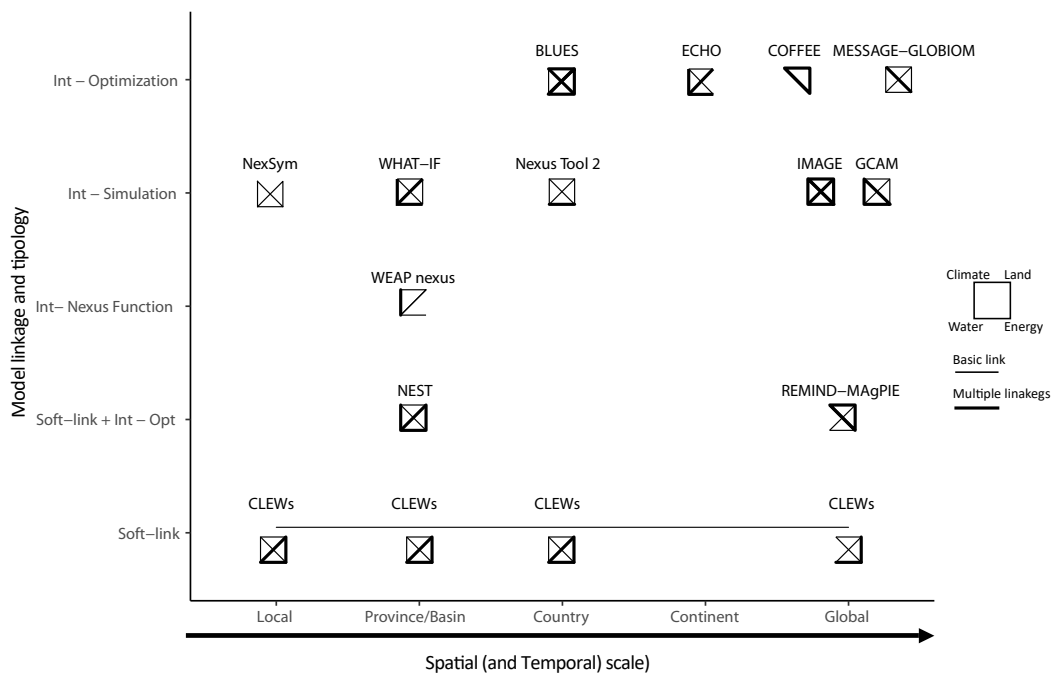 BLUES ECHO COFFEE MESSAGE−GLOBIOM
Int − Optimization
NexSym WHAT−IF Nexus Tool 2 IMAGE GCAM
Int − Simulation
WEAP nexus
Int− Nexus Function
NEST REMIND−MAgPIE
Soft−link + Int − Opt
CLEWs CLEWs CLEWs CLEWs
Soft−link
Model linkage and tipology
Local Province/Basin Country Continent Global
Spatial (and Temporal) scale)
Climate Land
Water Energy
Basic link
Multiple linakegs